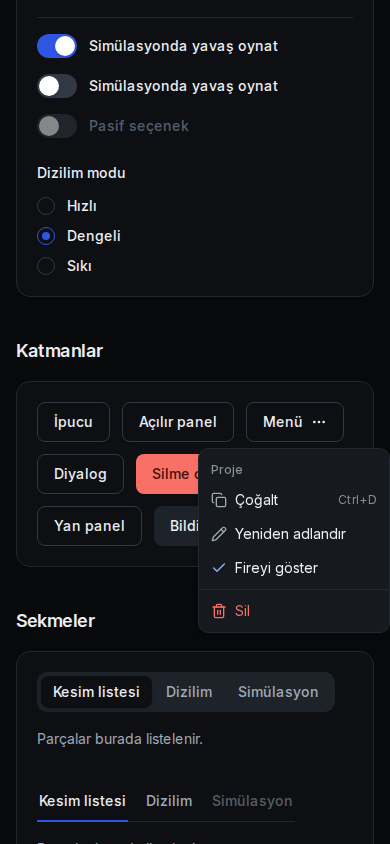 Simülasyonda yavaş oynat
Simülasyonda yavaş oynat
Pasif seçenek
Dizilim modu
Hızlı
Dengeli
Sıkı
Katmanlar
İpucu
Açılır panel
Menü ···
Diyalog
Silme
Yan panel
Bildi
Proje
Çoğalt Ctrl+D
Yeniden adlandır
Fireyi göster
Sil
Sekmeler
Kesim listesi Dizilim Simülasyon
Parçalar burada listelenir.
Kesim listesi Dizilim Simülasyon